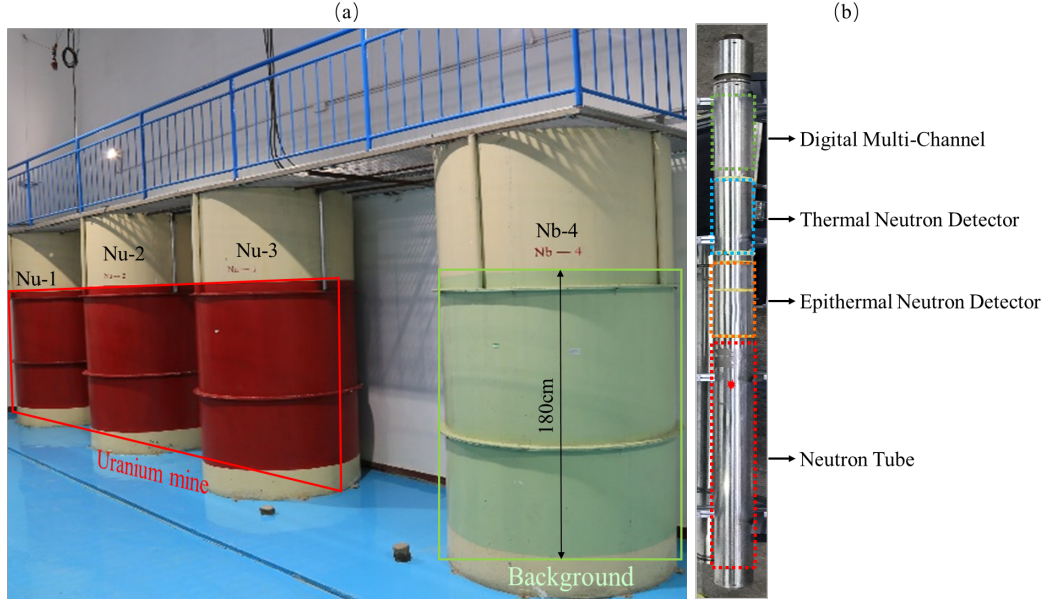 (a)
(b)
Nu-1
Nu-2
Nu-3
Nb-4
Nb — 4
180cm
Uranium mine
Background
Digital Multi-Channel
Thermal Neutron Detector
Epithermal Neutron Detector
Neutron Tube